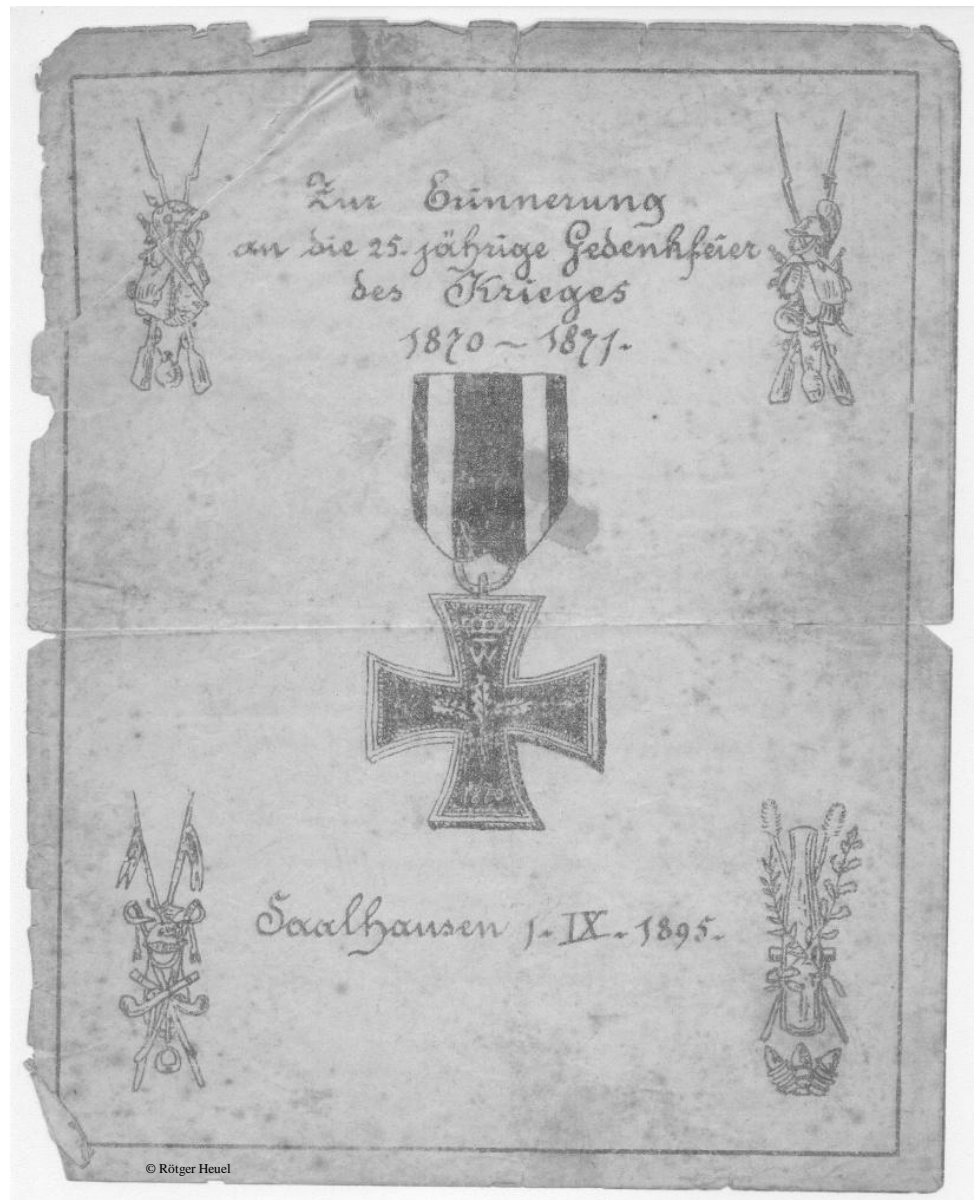 Zur Erinnerung
an die 25. jährige Gedenkfeier
des Krieges
1870 ~ 1871.
W
1870
Saalhausen 1. IX. 1895.
© Rötger Heuel